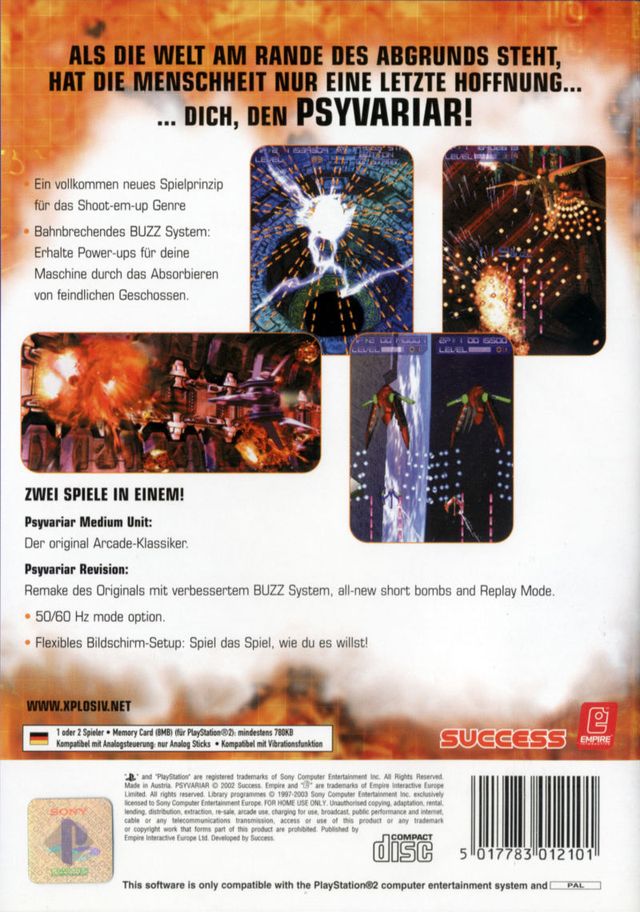 ALS DIE WELT AM RANDE DES ABGRUNDS STEHT,
HAT DIE MENSCHHEIT NUR EINE LETZTE HOFFNUNG...
... DICH, DEN PSYVARIAR!
• Ein vollkommen neues Spielprinzip
für das Shoot-em-up Genre
• Bahnbrechendes BUZZ System:
Erhalte Power-ups für deine
Maschine durch das Absorbieren
von feindlichen Geschossen.
LEVEL
LEVEL
LEVEL
LEVEL
ZWEI SPIELE IN EINEM!
Psyvariar Medium Unit:
Der original Arcade-Klassiker.
Psyvariar Revision:
Remake des Originals mit verbessertem BUZZ System, all-new short bombs and Replay Mode.
• 50/60 Hz mode option.
• Flexibles Bildschirm-Setup: Spiel das Spiel, wie du es willst!
WWW.XPLOSIV.NET
1 oder 2 Spieler • Memory Card (8MB) (für PlayStation®2): mindestens 780KB
Kompatibel mit Analogsteuerung: nur Analog Sticks • Kompatibel mit Vibrationsfunktion
SUCCESS
EMPIRE
INTERACTIVE
" " and "PlayStation" are registered trademarks of Sony Computer Entertainment Inc. All Rights Reserved.
Made in Austria. PSYVARIAR © 2002 Success. Empire and " " are trademarks of Empire Interactive Europe
Limited. All rights reserved. Library programmes © 1997-2003 Sony Computer Entertainment Inc. exclusively
licensed to Sony Computer Entertainment Europe. FOR HOME USE ONLY. Unauthorised copying, adaptation, rental,
lending, distribution, extraction, re-sale, arcade use, charging for use, broadcast, public performance and internet,
cable or any telecommunications transmission, access or use of this product or any trademark
or copyright work that forms part of this product are prohibited. Published by
Empire Interactive Europe Ltd. Developed by Success.
SONY
COMPACT
disc
5 017783 012101
This software is only compatible with the PlayStation®2 computer entertainment system and PAL